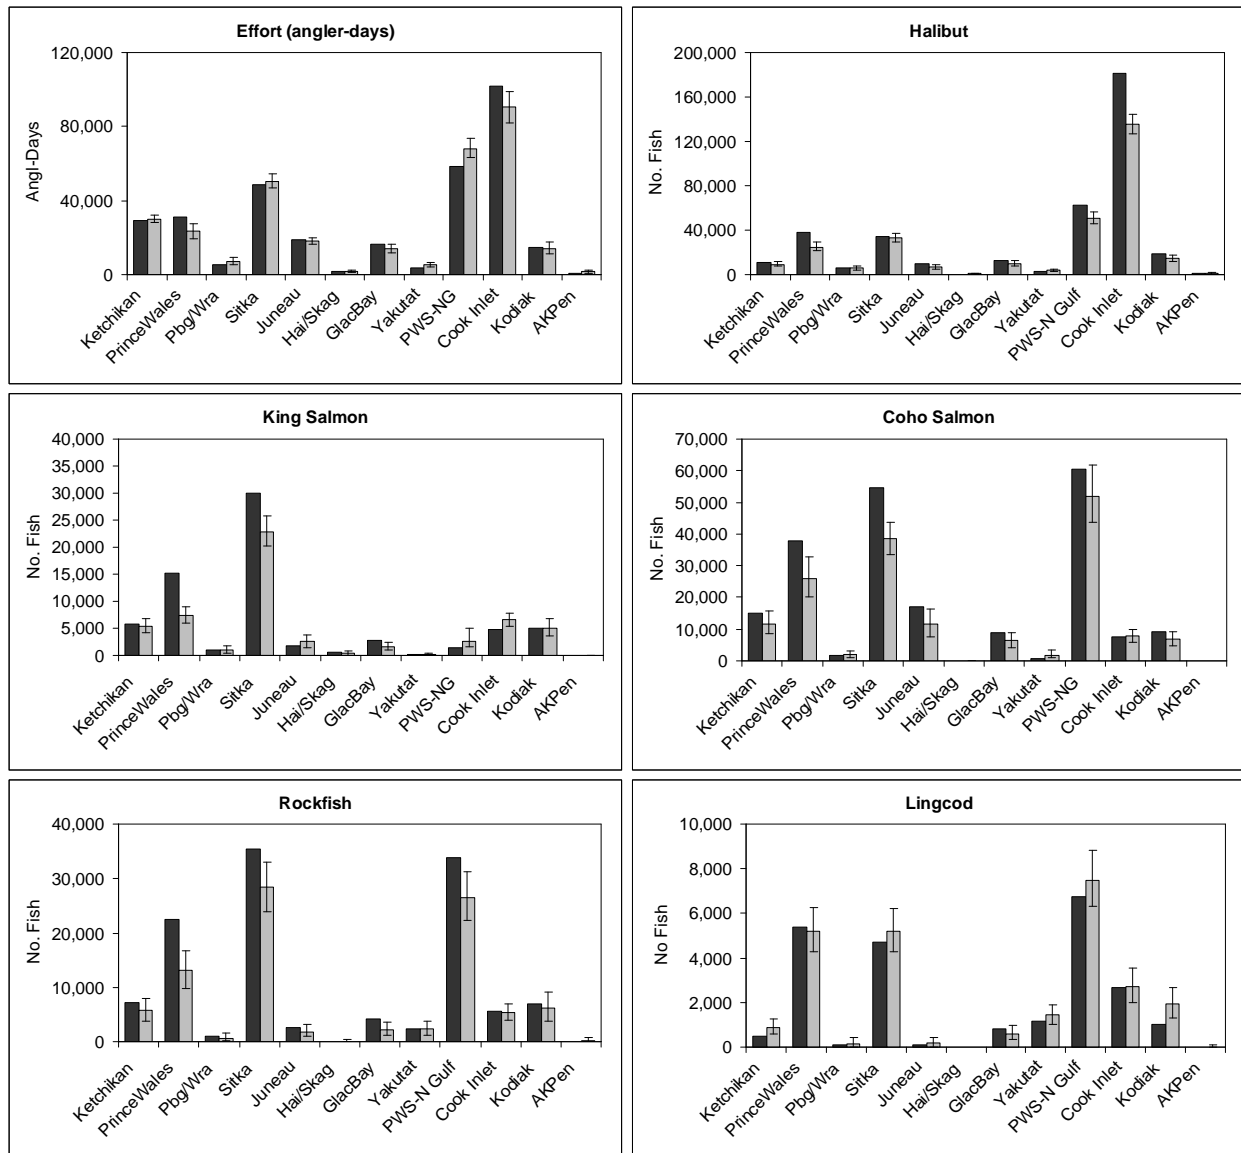 Effort (angler-days)
120,000
80,000
40,000
0
Angl-Days
Ketchikan
PrinceWales
Pbg/Wra
Sitka
Juneau
Hai/Skag
GlacBay
Yakutat
PWS-NG
Cook Inlet
Kodiak
AKPen
Halibut
200,000
160,000
120,000
80,000
40,000
0
No. Fish
Ketchikan
PrinceWales
Pbg/Wra
Sitka
Juneau
Hai/Skag
GlacBay
Yakutat
PWS-N Gulf
Cook Inlet
Kodiak
AKPen
King Salmon
40,000
35,000
30,000
25,000
20,000
15,000
10,000
5,000
0
No. Fish
Ketchikan
PrinceWales
Pbg/Wra
Sitka
Juneau
Hai/Skag
GlacBay
Yakutat
PWS-NG
Cook Inlet
Kodiak
AKPen
Coho Salmon
70,000
60,000
50,000
40,000
30,000
20,000
10,000
0
No. Fish
Ketchikan
PrinceWales
Pbg/Wra
Sitka
Juneau
Hai/Skag
GlacBay
Yakutat
PWS-NG
Cook Inlet
Kodiak
AKPen
Rockfish
40,000
30,000
20,000
10,000
0
No. Fish
Ketchikan
PrinceWales
Pbg/Wra
Sitka
Juneau
Hai/Skag
GlacBay
Yakutat
PWS-N Gulf
Cook Inlet
Kodiak
AKPen
Lingcod
10,000
8,000
6,000
4,000
2,000
0
No Fish
Ketchikan
PrinceWales
Pbg/Wra
Sitka
Juneau
Hai/Skag
GlacBay
Yakutat
PWS-N Gulf
Cook Inlet
Kodiak
AKPen